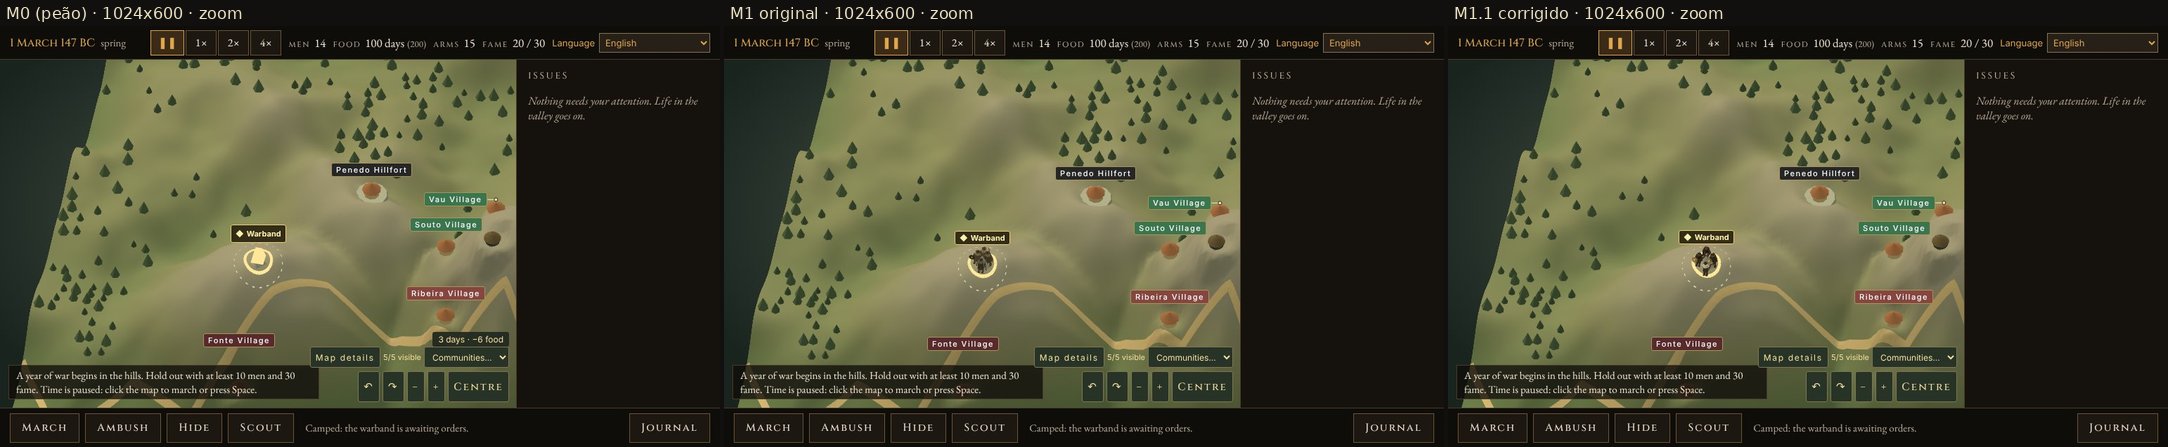 M0 (peão) · 1024x600 · zoom
1 MARCH 147 BC spring
❚❚ 1× 2× 4×
MEN 14 FOOD 100 days (200) ARMS 15 FAME 20 / 30 Language English
ISSUES
Nothing needs your attention. Life in the
valley goes on.
Penedo Hillfort
Vau Village
Souto Village
◆ Warband
Ribeira Village
Fonte Village
3 days · −6 food
Map details 5/5 visible Communities...
A year of war begins in the hills. Hold out with at least 10 men and 30
fame. Time is paused: click the map to march or press Space.
↶ ↷ − + CENTRE
MARCH AMBUSH HIDE SCOUT Camped: the warband is awaiting orders. JOURNAL
M1 original · 1024x600 · zoom
1 MARCH 147 BC spring
❚❚ 1× 2× 4×
MEN 14 FOOD 100 days (200) ARMS 15 FAME 20 / 30 Language English
ISSUES
Nothing needs your attention. Life in the
valley goes on.
Penedo Hillfort
Vau Village
Souto Village
◆ Warband
Ribeira Village
Fonte Village
Map details 5/5 visible Communities...
A year of war begins in the hills. Hold out with at least 10 men and 30
fame. Time is paused: click the map to march or press Space.
↶ ↷ − + CENTRE
MARCH AMBUSH HIDE SCOUT Camped: the warband is awaiting orders. JOURNAL
M1.1 corrigido · 1024x600 · zoom
1 MARCH 147 BC spring
❚❚ 1× 2× 4×
MEN 14 FOOD 100 days (200) ARMS 15 FAME 20 / 30 Language English
ISSUES
Nothing needs your attention. Life in the
valley goes on.
Penedo Hillfort
Vau Village
Souto Village
◆ Warband
Ribeira Village
Fonte Village
Map details 5/5 visible Communities...
A year of war begins in the hills. Hold out with at least 10 men and 30
fame. Time is paused: click the map to march or press Space.
↶ ↷ − + CENTRE
MARCH AMBUSH HIDE SCOUT Camped: the warband is awaiting orders. JOURNAL